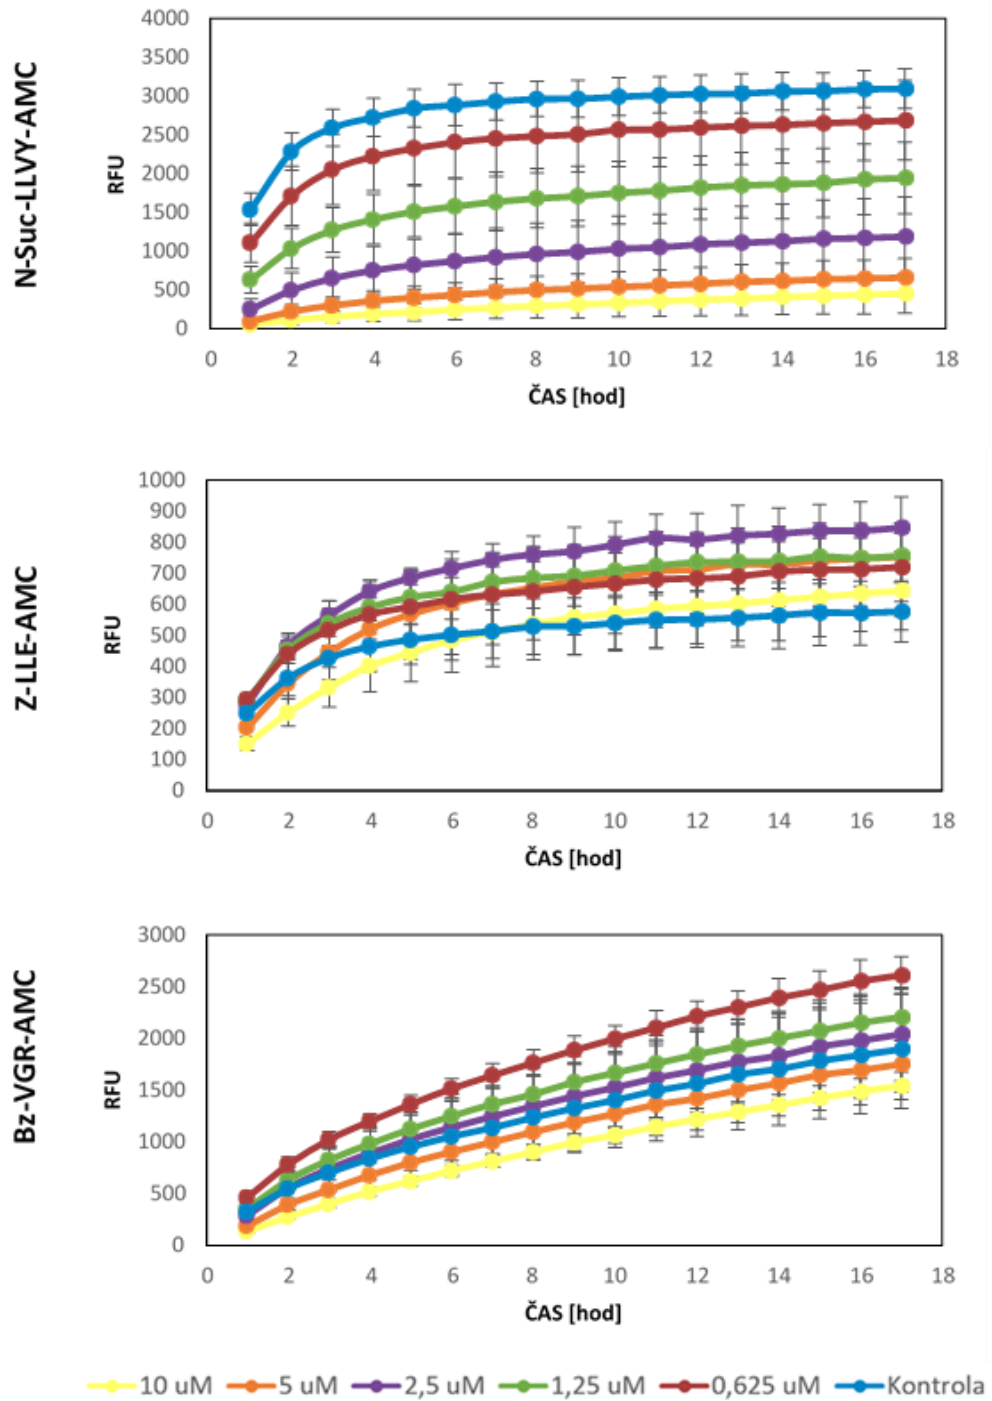 N-Suc-LLVY-AMC
RFU
4000
3500
3000
2500
2000
1500
1000
500
0
0 2 4 6 8 10 12 14 16 18
ČAS [hod]
Z-LLE-AMC
RFU
1000
900
800
700
600
500
400
300
200
100
0
0 2 4 6 8 10 12 14 16 18
ČAS [hod]
Bz-VGR-AMC
RFU
3000
2500
2000
1500
1000
500
0
0 2 4 6 8 10 12 14 16 18
ČAS [hod]
10 uM 5 uM 2,5 uM 1,25 uM 0,625 uM Kontrola